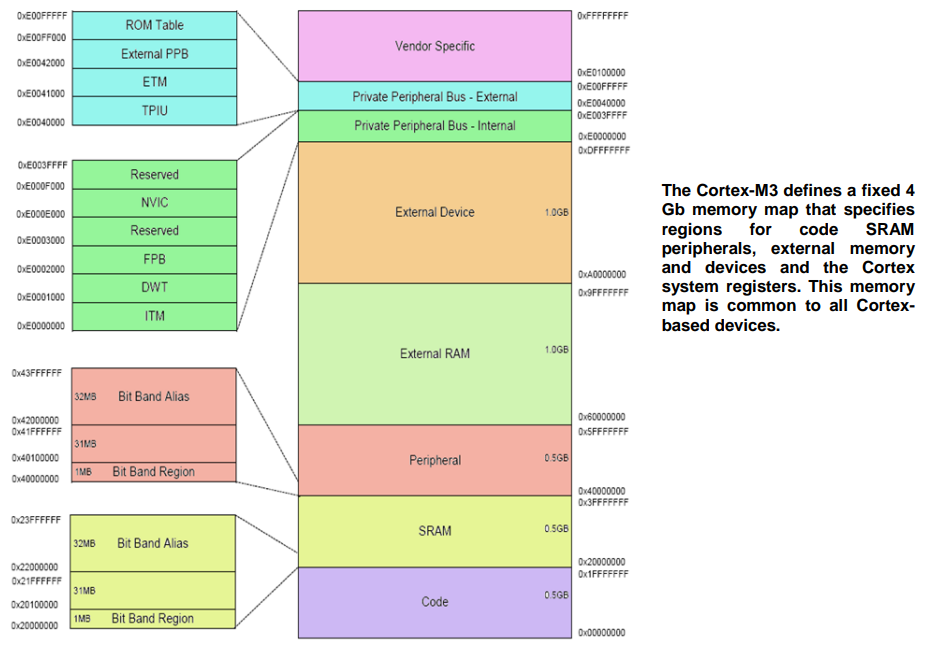 0xE00FFFFF
ROM Table
0xE00FF000
External PPB
0xE0042000
ETM
0xE0041000
TPIU
0xE0040000
0xE003FFFF
Reserved
0xE000F000
NVIC
0xE000E000
Reserved
0xE0003000
FPB
0xE0002000
DWT
0xE0001000
ITM
0xE0000000
0x43FFFFFF
32MB Bit Band Alias
0x42000000
0x41FFFFFF
31MB
0x40100000
1MB Bit Band Region
0x40000000
0x23FFFFFF
32MB Bit Band Alias
0x22000000
0x21FFFFFF
31MB
0x20100000
1MB Bit Band Region
0x20000000
0xFFFFFFFF
Vendor Specific
0xE0100000
0xE00FFFFF
Private Peripheral Bus - External
0xE0040000
0xE003FFFF
Private Peripheral Bus - Internal
0xE0000000
0xDFFFFFFF
External Device 1.0GB
0xA0000000
0x9FFFFFFF
External RAM 1.0GB
0x60000000
0x5FFFFFFF
Peripheral 0.5GB
0x40000000
0x3FFFFFFF
SRAM 0.5GB
0x20000000
0x1FFFFFFF
Code 0.5GB
0x00000000
The Cortex-M3 defines a fixed 4
Gb memory map that specifies
regions for code SRAM
peripherals, external memory
and devices and the Cortex
system registers. This memory
map is common to all Cortex-
based devices.